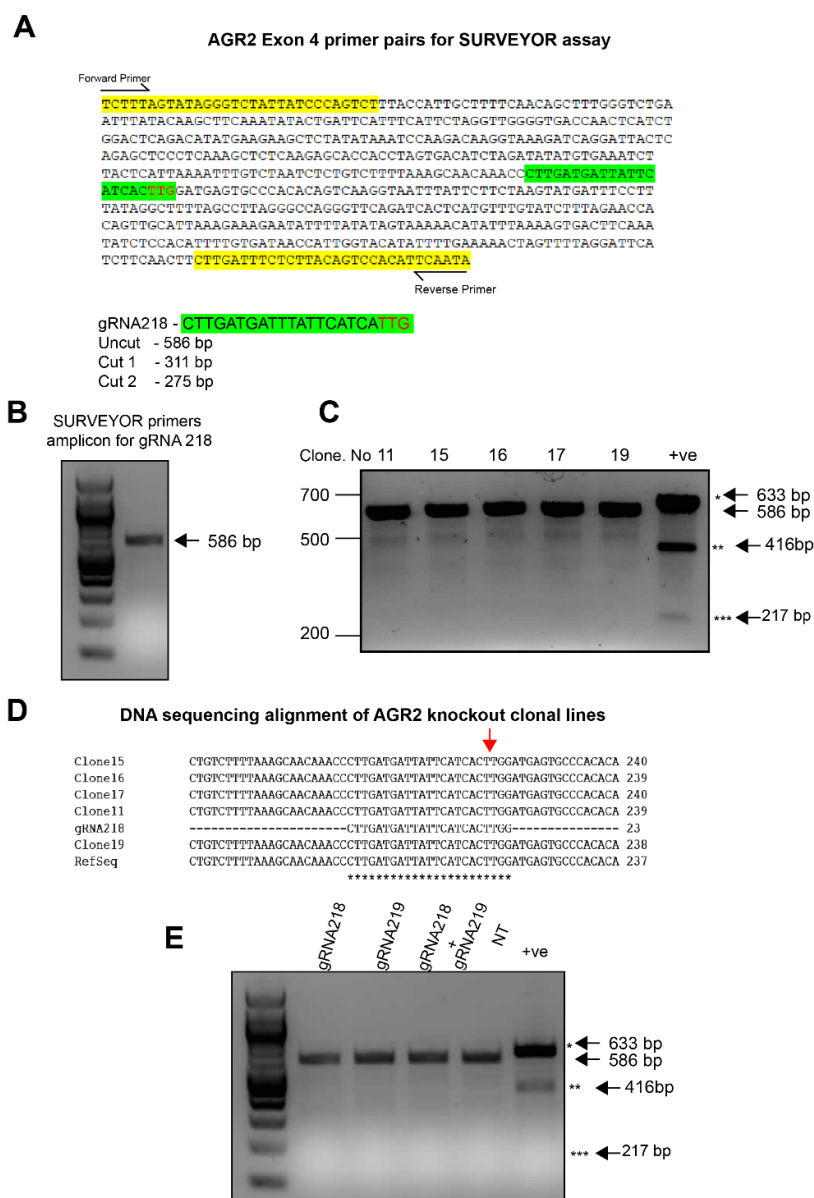 A
AGR2 Exon 4 primer pairs for SURVEYOR assay
Forward Primer
TCTTTAGTATAGGGTCTATTATCCCAGTCTTTACCATTGCTTTTCAACAGCTTTGGGTCTGA
ATTTATACAAGCTTCAAATATACTGATTCATTTCATTCTAGGTTGGGGTGACCAACTCATCT
GGACTCAGACATATGAAGAAGCTCTATATAAATCCAAGACAAGGTAAAGATCAGGATTACTC
AGAGCTCCCTCAAAGCTCTCAAGAGCACCACCTAGTGACATCTAGATATATGTGAAATCT
TACTCATTAAAATTTGTCTAATCTCTGTCTTTTAAAGCAACAAACCCTTGATGATTATTC
ATCACTTGGATGAGTGCCCACACAGTCAAGGTAATTTATTCTTCTAAGTATGATTTCCTT
TATAGGCTTTTAGCCTTAGGGCCAGGGTTCAGATCACTCATGTTTGTATCTTTAGAACCA
CAGTTGCATTAAAGAAAGAATATTTTATATAGTAAAAACATATTTAAAAGTGACTTCAAA
TATCTCCACATTTTGTGATAACCATTGGTACATATTTTGAAAAACTAGTTTTAGGATTCA
TCTTCAACTTCTTGATTTCTCTTACAGTCCACATTCAATA
Reverse Primer
gRNA218 - CTTGATGATTTATTCATCATTG
Uncut - 586 bp
Cut 1 - 311 bp
Cut 2 - 275 bp
B
SURVEYOR primers
amplicon for gRNA 218
586 bp
C
Clone. No 11 15 16 17 19 +ve
700
500
200
* 633 bp
586 bp
** 416bp
*** 217 bp
D
DNA sequencing alignment of AGR2 knockout clonal lines
Clone15 CTGTCTTTTAAAGCAACAAACCCTTGATGATTATTCATCACTTGGATGAGTGCCCACACA 240
Clone16 CTGTCTTTTAAAGCAACAAACCCTTGATGATTATTCATCACTTGGATGAGTGCCCACACA 239
Clone17 CTGTCTTTTAAAGCAACAAACCCTTGATGATTATTCATCACTTGGATGAGTGCCCACACA 240
Clone11 CTGTCTTTTAAAGCAACAAACCCTTGATGATTATTCATCACTTGGATGAGTGCCCACACA 239
gRNA218 ----------------------CTTGATGATTATTCATCACTTGG--------------- 23
Clone19 CTGTCTTTTAAAGCAACAAACCCTTGATGATTATTCATCACTTGGATGAGTGCCCACACA 238
RefSeq CTGTCTTTTAAAGCAACAAACCCTTGATGATTATTCATCACTTGGATGAGTGCCCACACA 237
***********************
E
gRNA218
gRNA219
gRNA218
+
gRNA219
NT
+ve
* 633 bp
586 bp
** 416bp
*** 217 bp